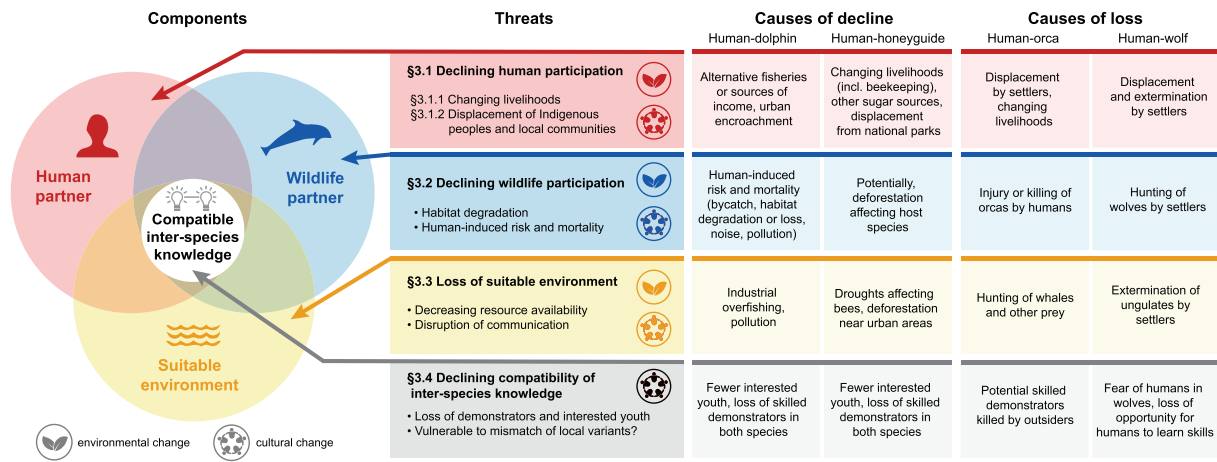 Components
Threats
Causes of decline
Causes of loss
Human-dolphin
Human-honeyguide
Human-orca
Human-wolf
Human
partner
Wildlife
partner
Compatible
inter-species
knowledge
Suitable
environment
environmental change
cultural change
§3.1 Declining human participation
§3.1.1 Changing livelihoods
§3.1.2 Displacement of Indigenous
peoples and local communities
Alternative fisheries
or sources of
income, urban
encroachment
Changing livelihoods
(incl. beekeeping),
other sugar sources,
displacement
from national parks
Displacement
by settlers,
changing
livelihoods
Displacement
and extermination
by settlers
§3.2 Declining wildlife participation
• Habitat degradation
• Human-induced risk and mortality
Human-induced
risk and mortality
(bycatch, habitat
degradation or loss,
noise, pollution)
Potentially,
deforestation
affecting host
species
Injury or killing of
orcas by humans
Hunting of
wolves by settlers
§3.3 Loss of suitable environment
• Decreasing resource availability
• Disruption of communication
Industrial
overfishing,
pollution
Droughts affecting
bees, deforestation
near urban areas
Hunting of whales
and other prey
Extermination of
ungulates by
settlers
§3.4 Declining compatibility of
inter-species knowledge
• Loss of demonstrators and interested youth
• Vulnerable to mismatch of local variants?
Fewer interested
youth, loss of skilled
demonstrators in
both species
Fewer interested
youth, loss of skilled
demonstrators in
both species
Potential skilled
demonstrators
killed by outsiders
Fear of humans in
wolves, loss of
opportunity for
humans to learn skills